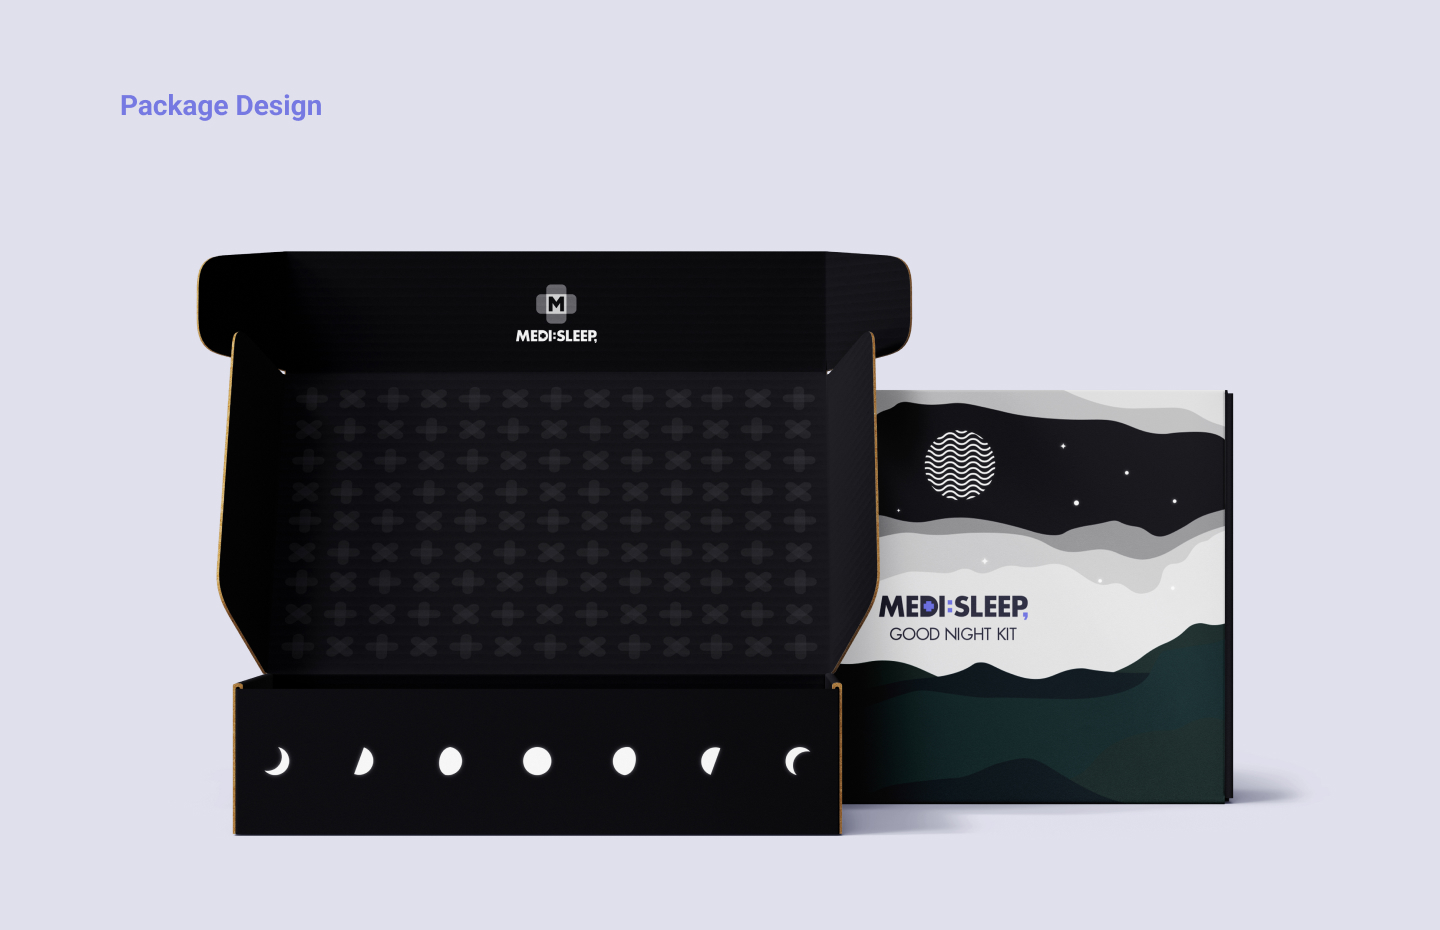 Package Design
M
MEDI:SLEEP,
MEDI:SLEEP,
GOOD NIGHT KIT